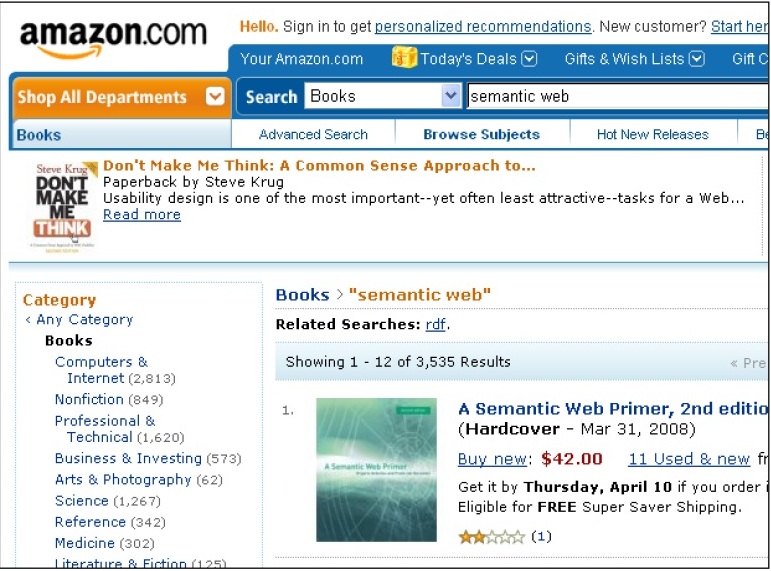 amazon.com
Hello. Sign in to get personalized recommendations. New customer? Start her
Your Amazon.com Today's Deals Gifts & Wish Lists Gift C
Shop All Departments Search Books semantic web
Books Advanced Search Browse Subjects Hot New Releases Be
Steve Krug
DON'T
MAKE
ME
THINK
Don't Make Me Think: A Common Sense Approach to...
Paperback by Steve Krug
Usability design is one of the most important--yet often least attractive--tasks for a Web...
Read more
Category
‹ Any Category
Books
Computers &
Internet (2,813)
Nonfiction (849)
Professional &
Technical (1,620)
Business & Investing (573)
Arts & Photography (62)
Science (1,267)
Reference (342)
Medicine (302)
Literature & Fiction (125)
Books > "semantic web"
Related Searches: rdf.
Showing 1 - 12 of 3,535 Results « Pre
1.
A Semantic Web Primer
A Semantic Web Primer, 2nd editio
(Hardcover - Mar 31, 2008)
Buy new: $42.00 11 Used & new fr
Get it by Thursday, April 10 if you order i
Eligible for FREE Super Saver Shipping.
(1)